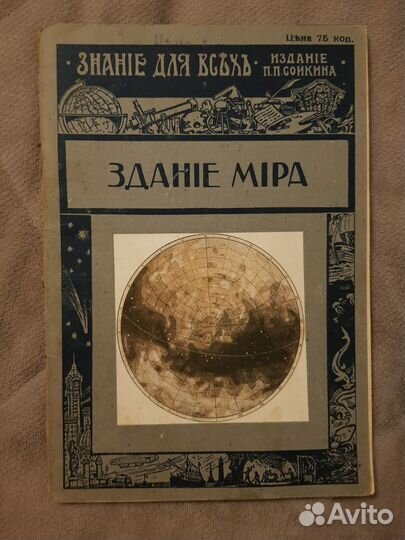 Цѣна 75 коп.
ЗНАНІЕ ДЛЯ ВСѢХЪ.
ИЗДАНІЕ
П.П.СОЙКИНА.
ЗДАНІЕ МІРА
Avito